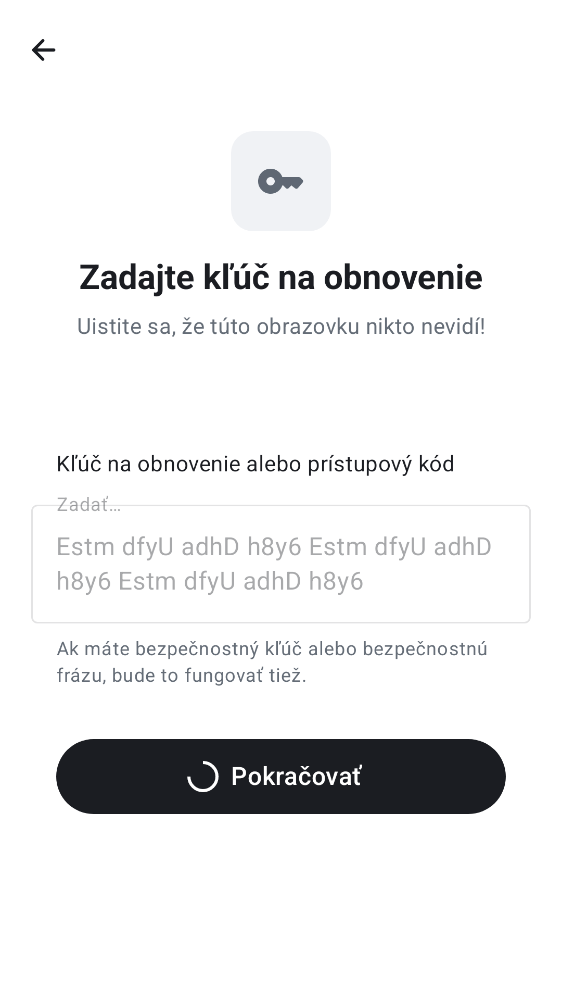 Zadajte kľúč na obnovenie
Uistite sa, že túto obrazovku nikto nevidí!
Kľúč na obnovenie alebo prístupový kód
Zadať…
Estm dfyU adhD h8y6 Estm dfyU adhD
h8y6 Estm dfyU adhD h8y6
Ak máte bezpečnostný kľúč alebo bezpečnostnú
frázu, bude to fungovať tiež.
Pokračovať